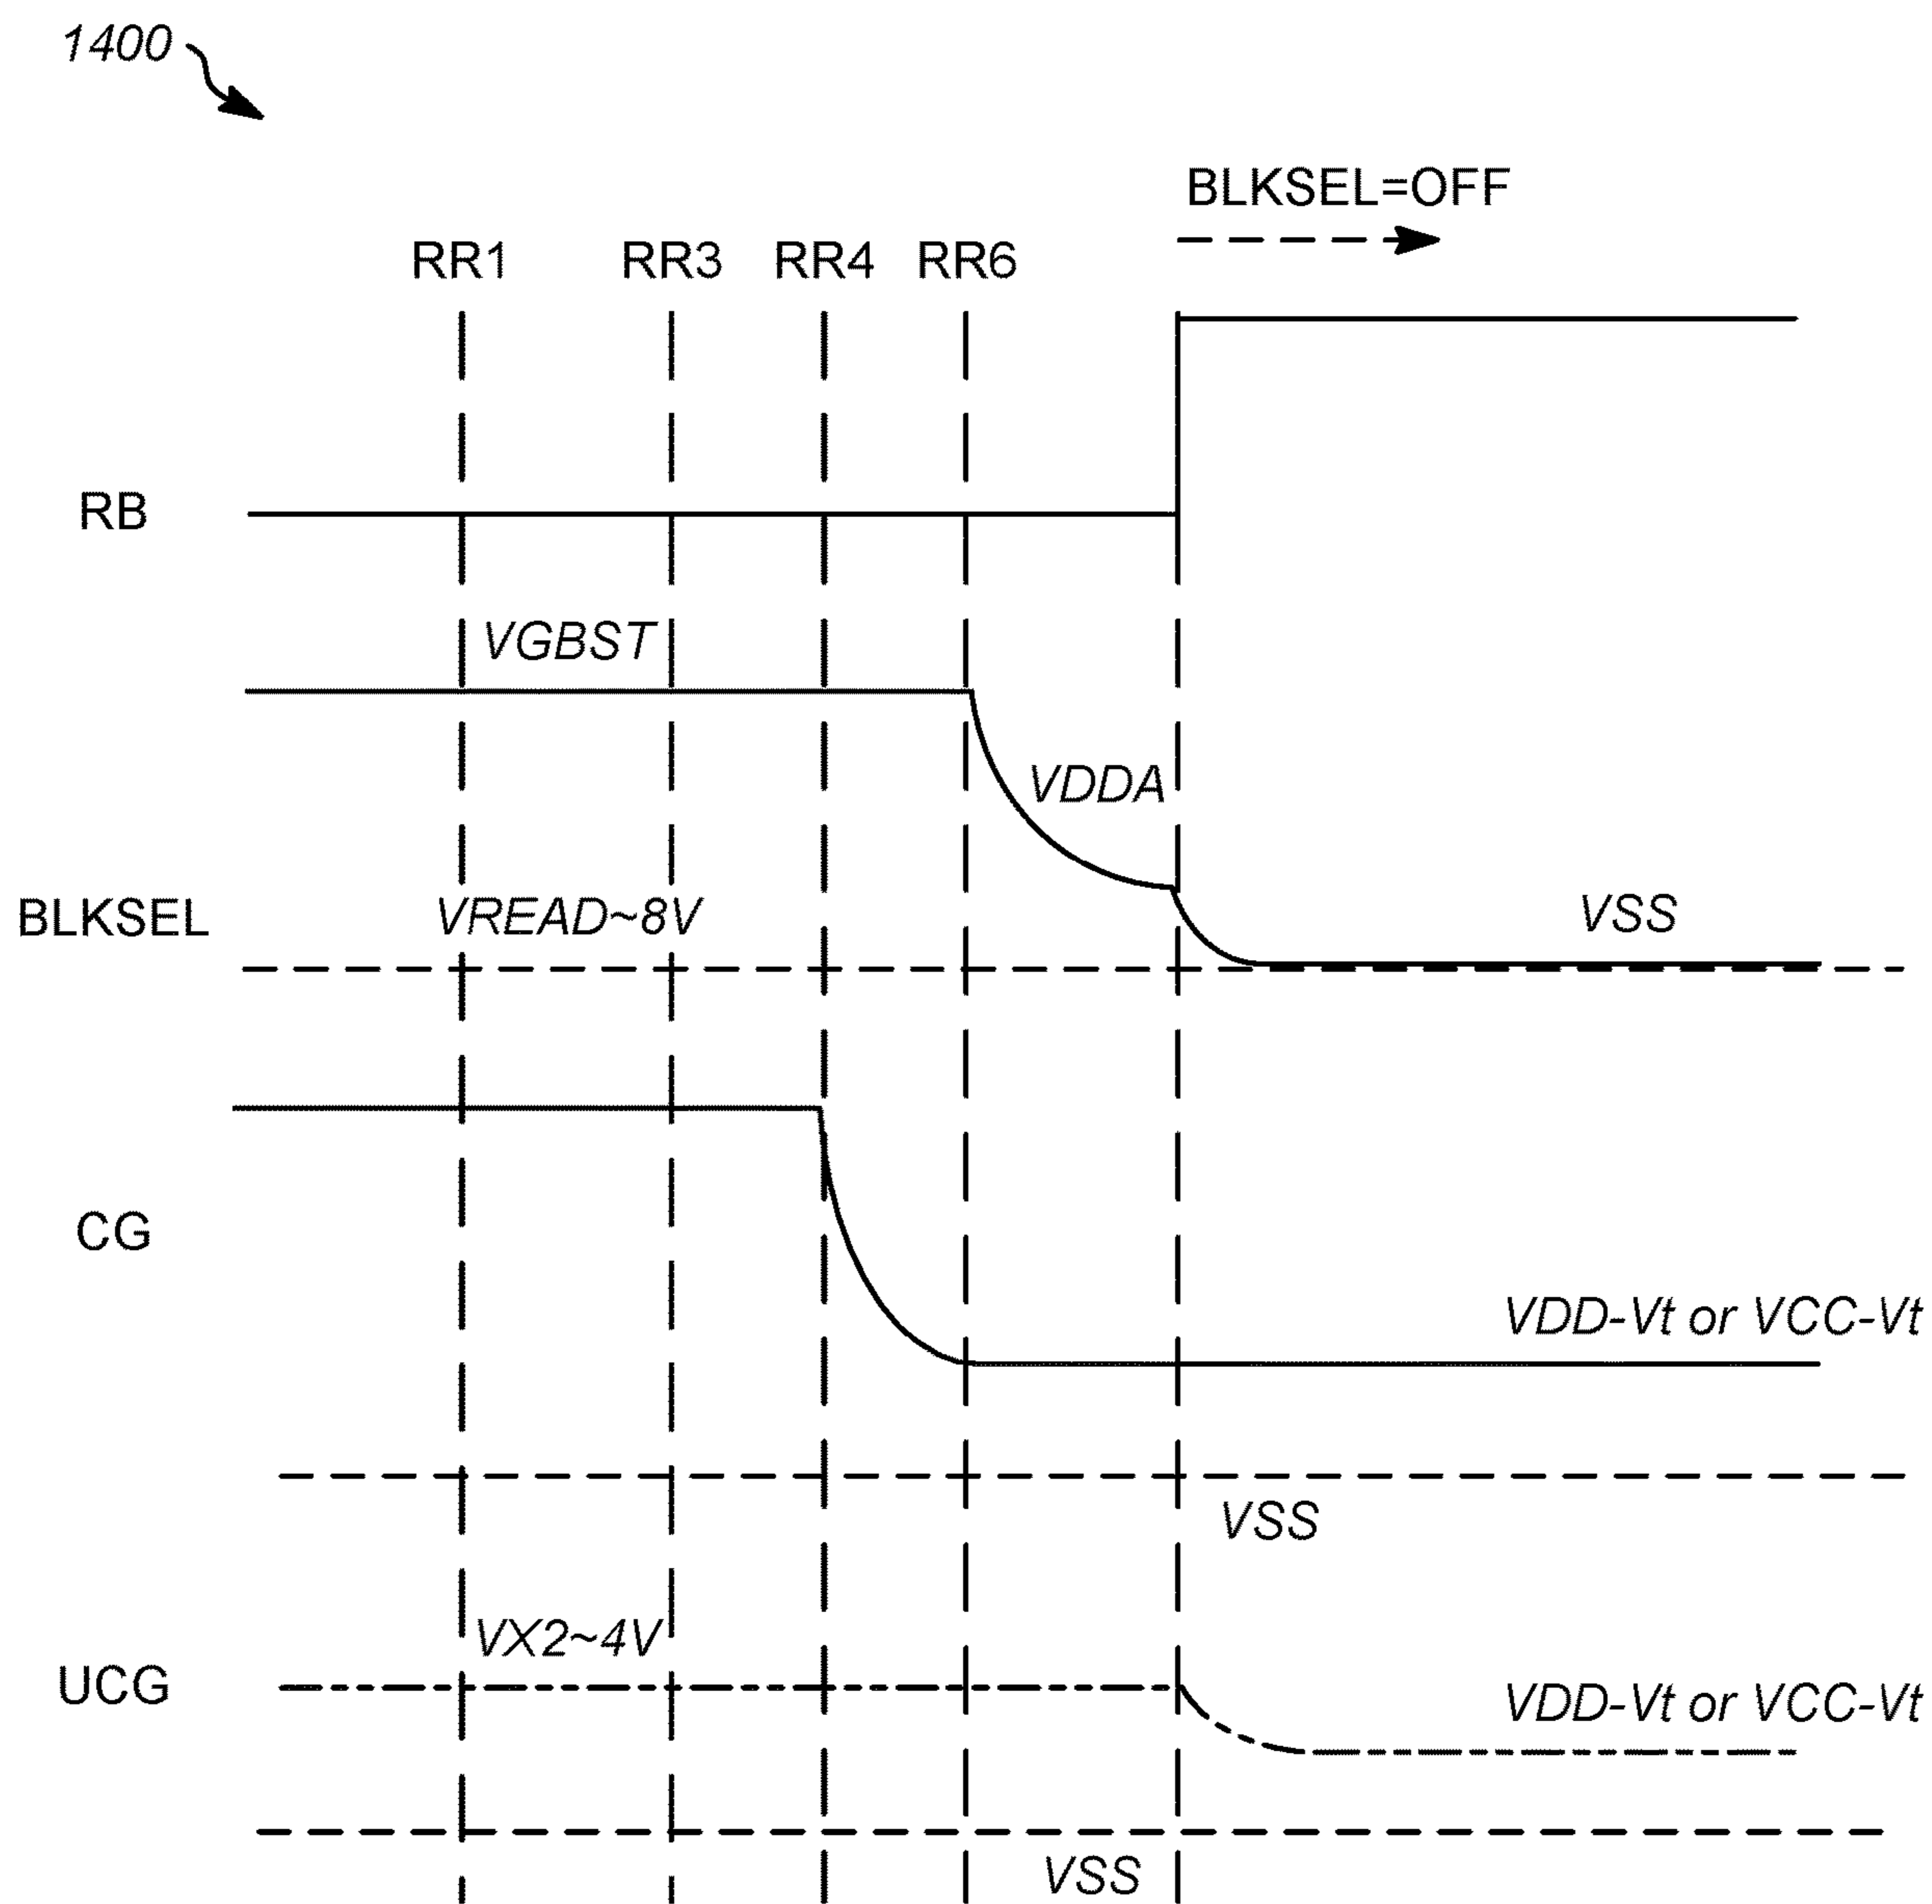 1400
BLKSEL=OFF
RR1 RR3 RR4 RR6
RB
VGBST
VDDA
BLKSEL
VREAD~8V
VSS
CG
VDD-Vt or VCC-Vt
VSS
VX2~4V
UCG
VDD-Vt or VCC-Vt
VSS